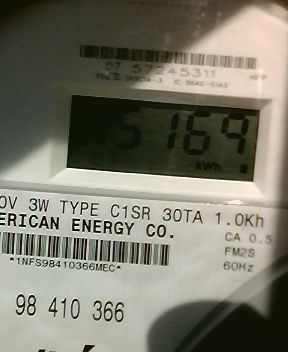 07 57245311
5169
kWh
0V 3W TYPE C1SR 30TA 1.0Kh
ERICAN ENERGY CO.
CA 0.5
FM2S
*1NFS98410366MEC*
60Hz
98 410 366